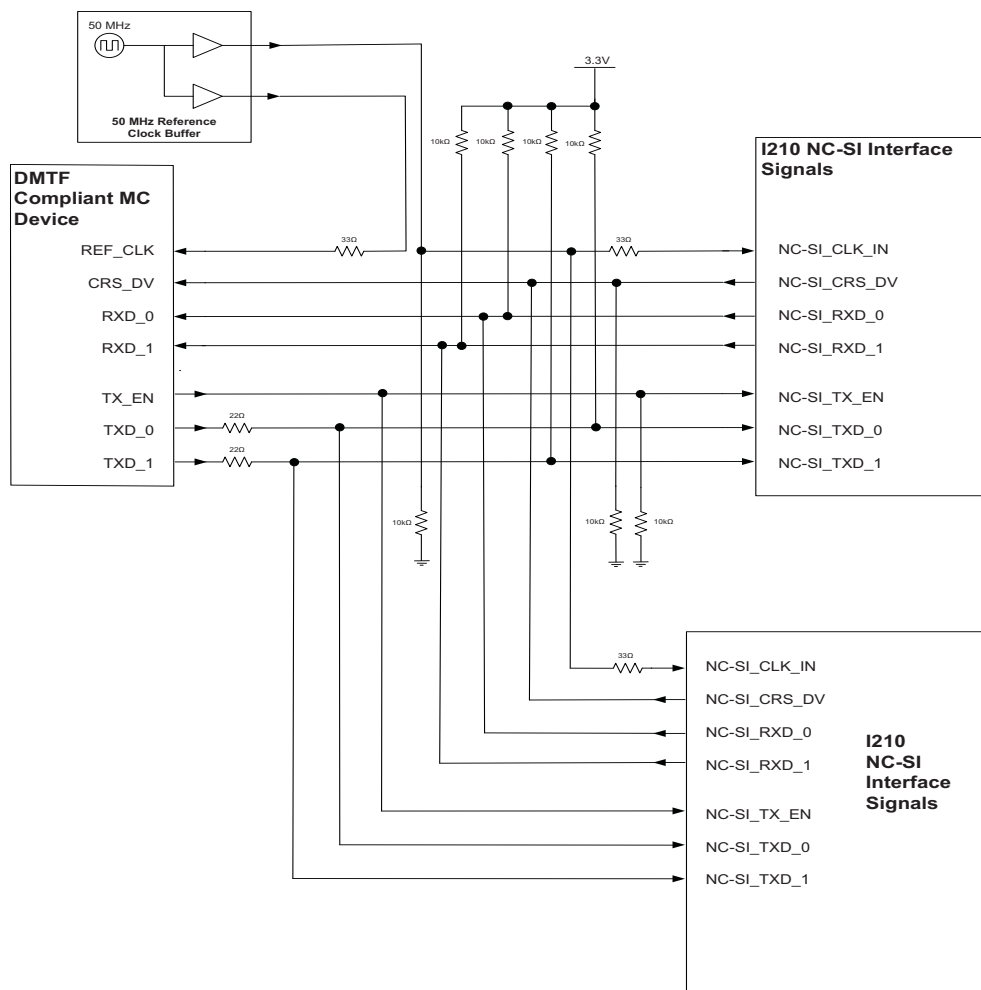 50 MHz
50 MHz Reference
Clock Buffer
3.3V
10kΩ
10kΩ
10kΩ
10kΩ
DMTF
Compliant MC
Device
REF_CLK
CRS_DV
RXD_0
RXD_1
TX_EN
TXD_0
TXD_1
33Ω
33Ω
22Ω
22Ω
I210 NC-SI Interface
Signals
NC-SI_CLK_IN
NC-SI_CRS_DV
NC-SI_RXD_0
NC-SI_RXD_1
NC-SI_TX_EN
NC-SI_TXD_0
NC-SI_TXD_1
10kΩ
10kΩ
10kΩ
33Ω
NC-SI_CLK_IN
NC-SI_CRS_DV
NC-SI_RXD_0
NC-SI_RXD_1
NC-SI_TX_EN
NC-SI_TXD_0
NC-SI_TXD_1
I210
NC-SI
Interface
Signals